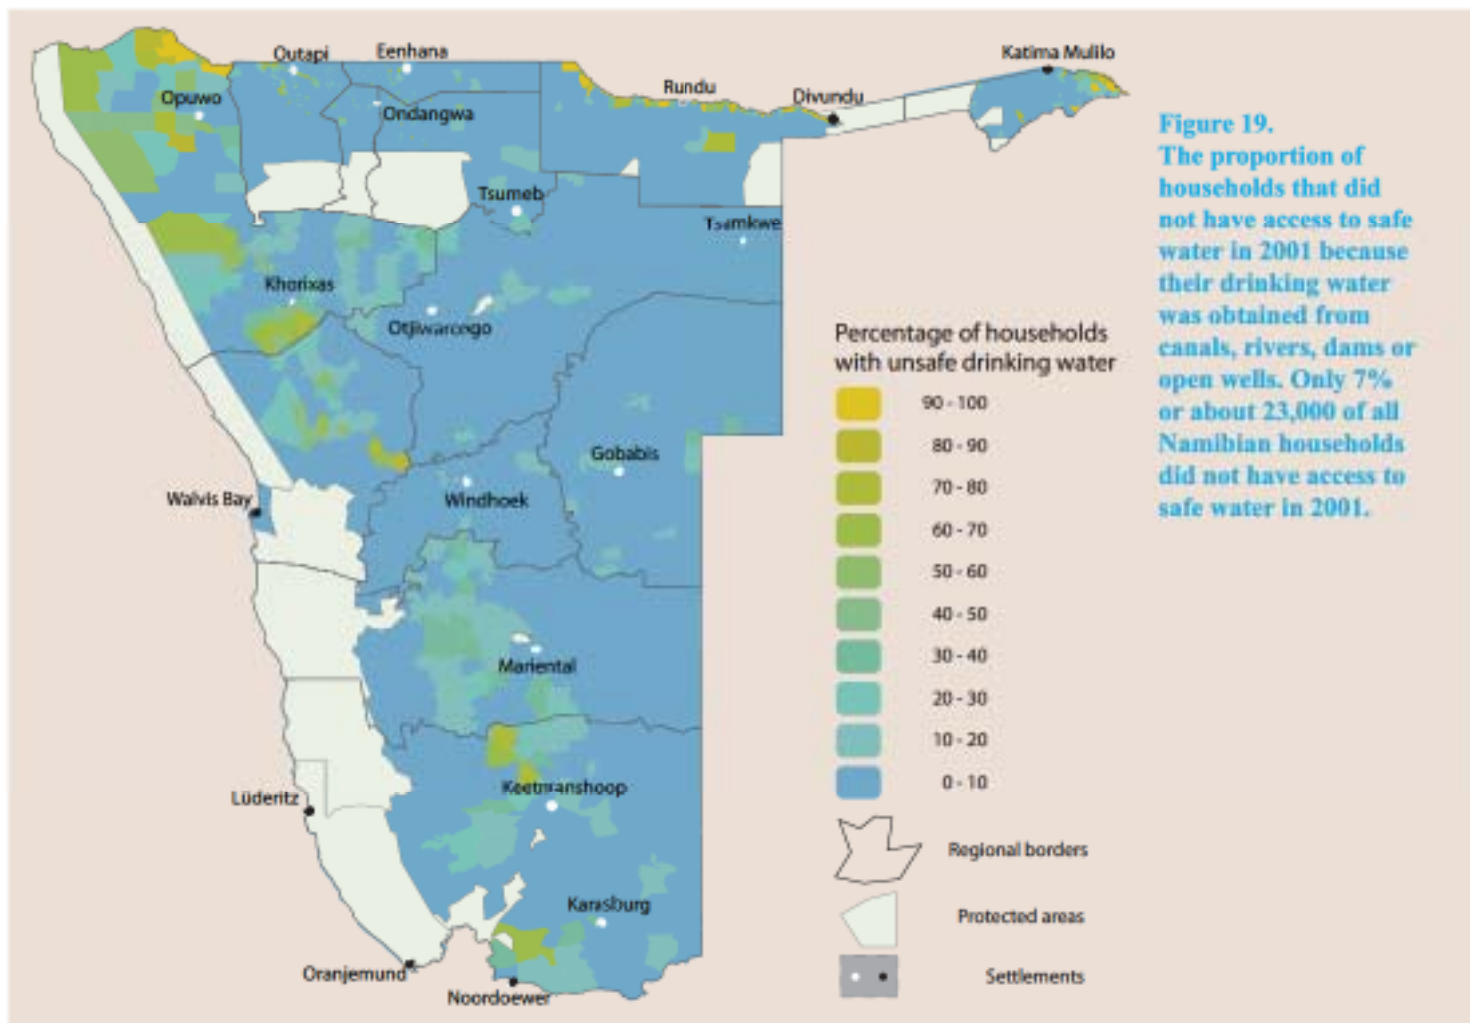 Outapi
Eenhana
Katima Mulilo
Opuwo
Rundu
Divundu
Ondangwa
Tsumeb
Tsumkwe
Khorixas
Otjiwarongo
Gobabis
Walvis Bay
Windhoek
Mariental
Keetmanshoop
Lüderitz
Karasburg
Oranjemund
Noordoewer
Figure 19.
The proportion of
households that did
not have access to safe
water in 2001 because
their drinking water
was obtained from
canals, rivers, dams or
open wells. Only 7%
or about 23,000 of all
Namibian households
did not have access to
safe water in 2001.
Percentage of households
with unsafe drinking water
90 - 100
80 - 90
70 - 80
60 - 70
50 - 60
40 - 50
30 - 40
20 - 30
10 - 20
0 - 10
Regional borders
Protected areas
Settlements